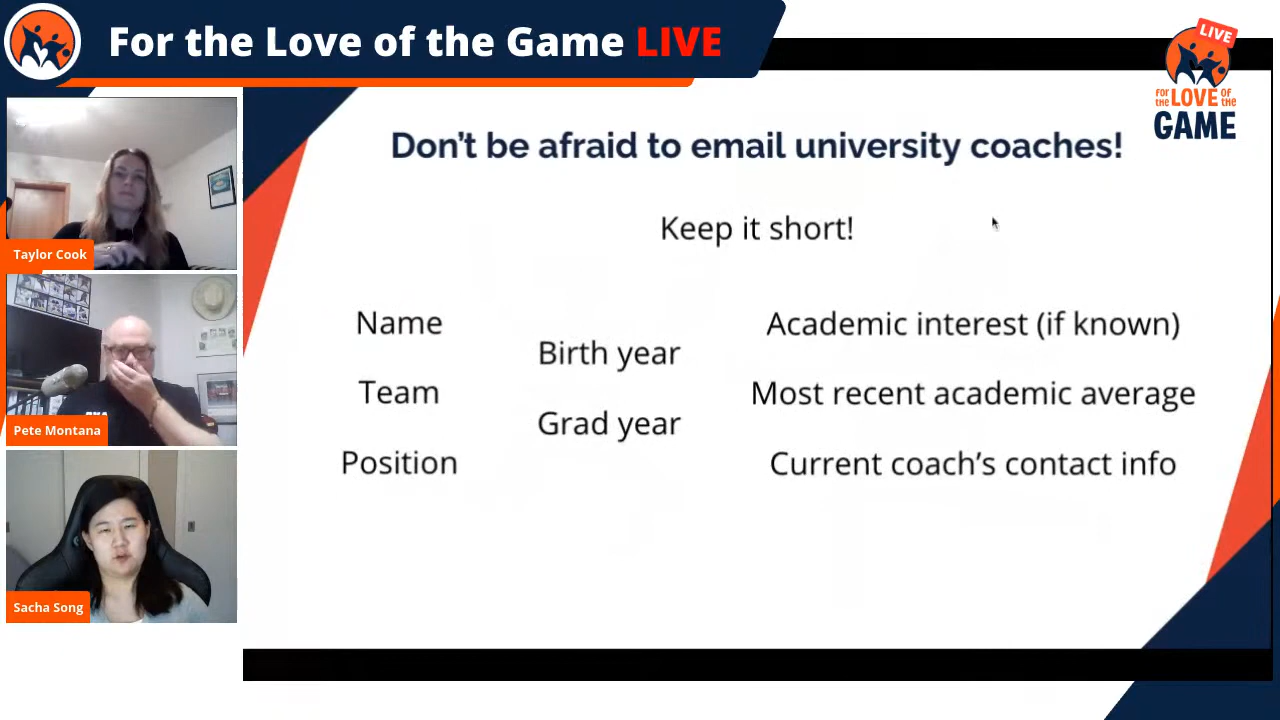 For the Love of the Game LIVE
LIVE
FOR the LOVE OF the
GAME
Don't be afraid to email university coaches!
Keep it short!
Name
Birth year
Team
Grad year
Position
Academic interest (if known)
Most recent academic average
Current coach's contact info
Taylor Cook
Pete Montana
Sacha Song